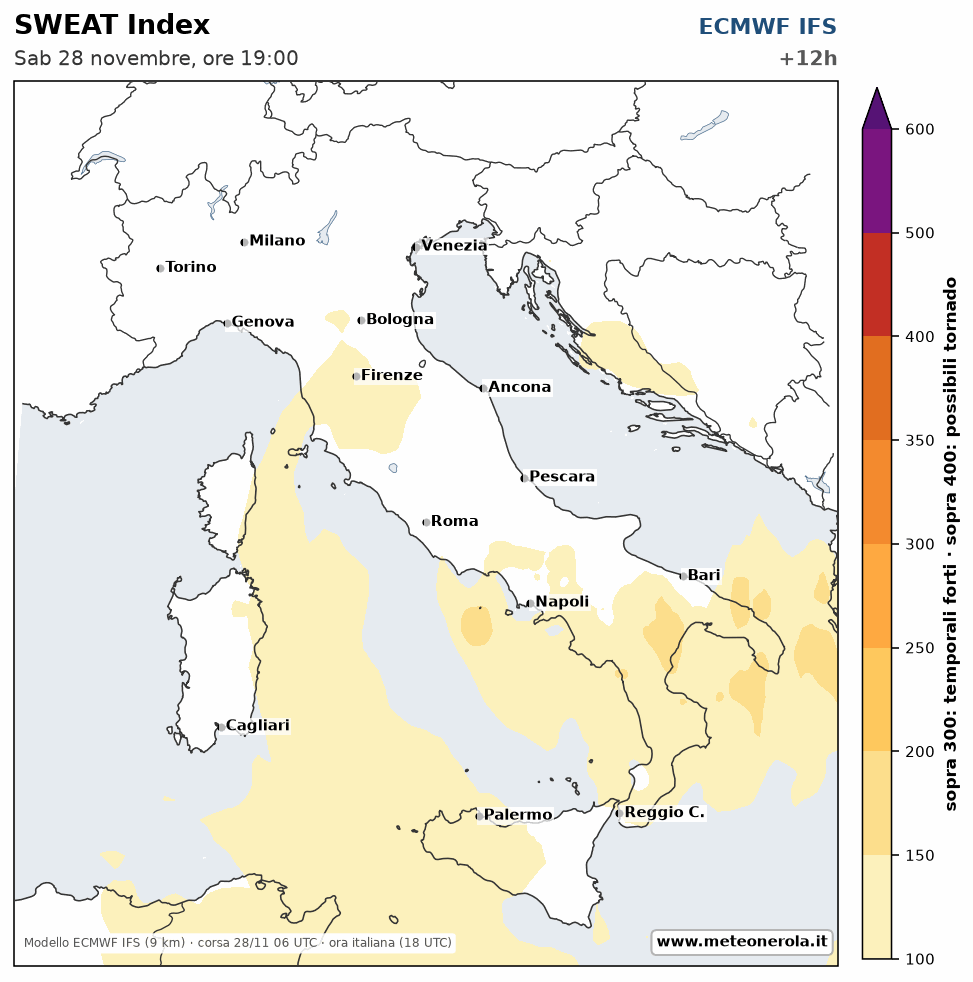 SWEAT Index
ECMWF IFS
Sab 28 novembre, ore 19:00
+12h
Milano
Venezia
Torino
Genova
Bologna
Firenze
Ancona
Pescara
Roma
Bari
Napoli
Cagliari
Palermo
Reggio C.
600
500
400
350
300
250
200
150
100
sopra 300: temporali forti · sopra 400: possibili tornado
Modello ECMWF IFS (9 km) · corsa 28/11 06 UTC · ora italiana (18 UTC)
www.meteonerola.it